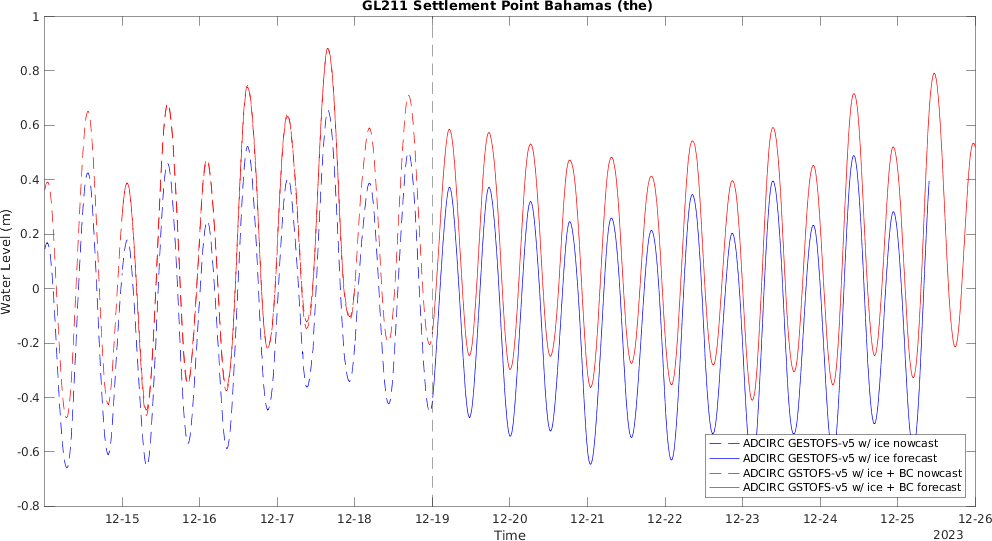 GL211 Settlement Point Bahamas (the)
1
0.8
0.6
0.4
0.2
0
-0.2
-0.4
-0.6
-0.8
Water Level (m)
12-15 12-16 12-17 12-18 12-19 12-20 12-21 12-22 12-23 12-24 12-25 12-26
Time
2023
ADCIRC GESTOFS-v5 w/ ice nowcast
ADCIRC GESTOFS-v5 w/ ice forecast
ADCIRC GSTOFS-v5 w/ ice + BC nowcast
ADCIRC GSTOFS-v5 w/ ice + BC forecast